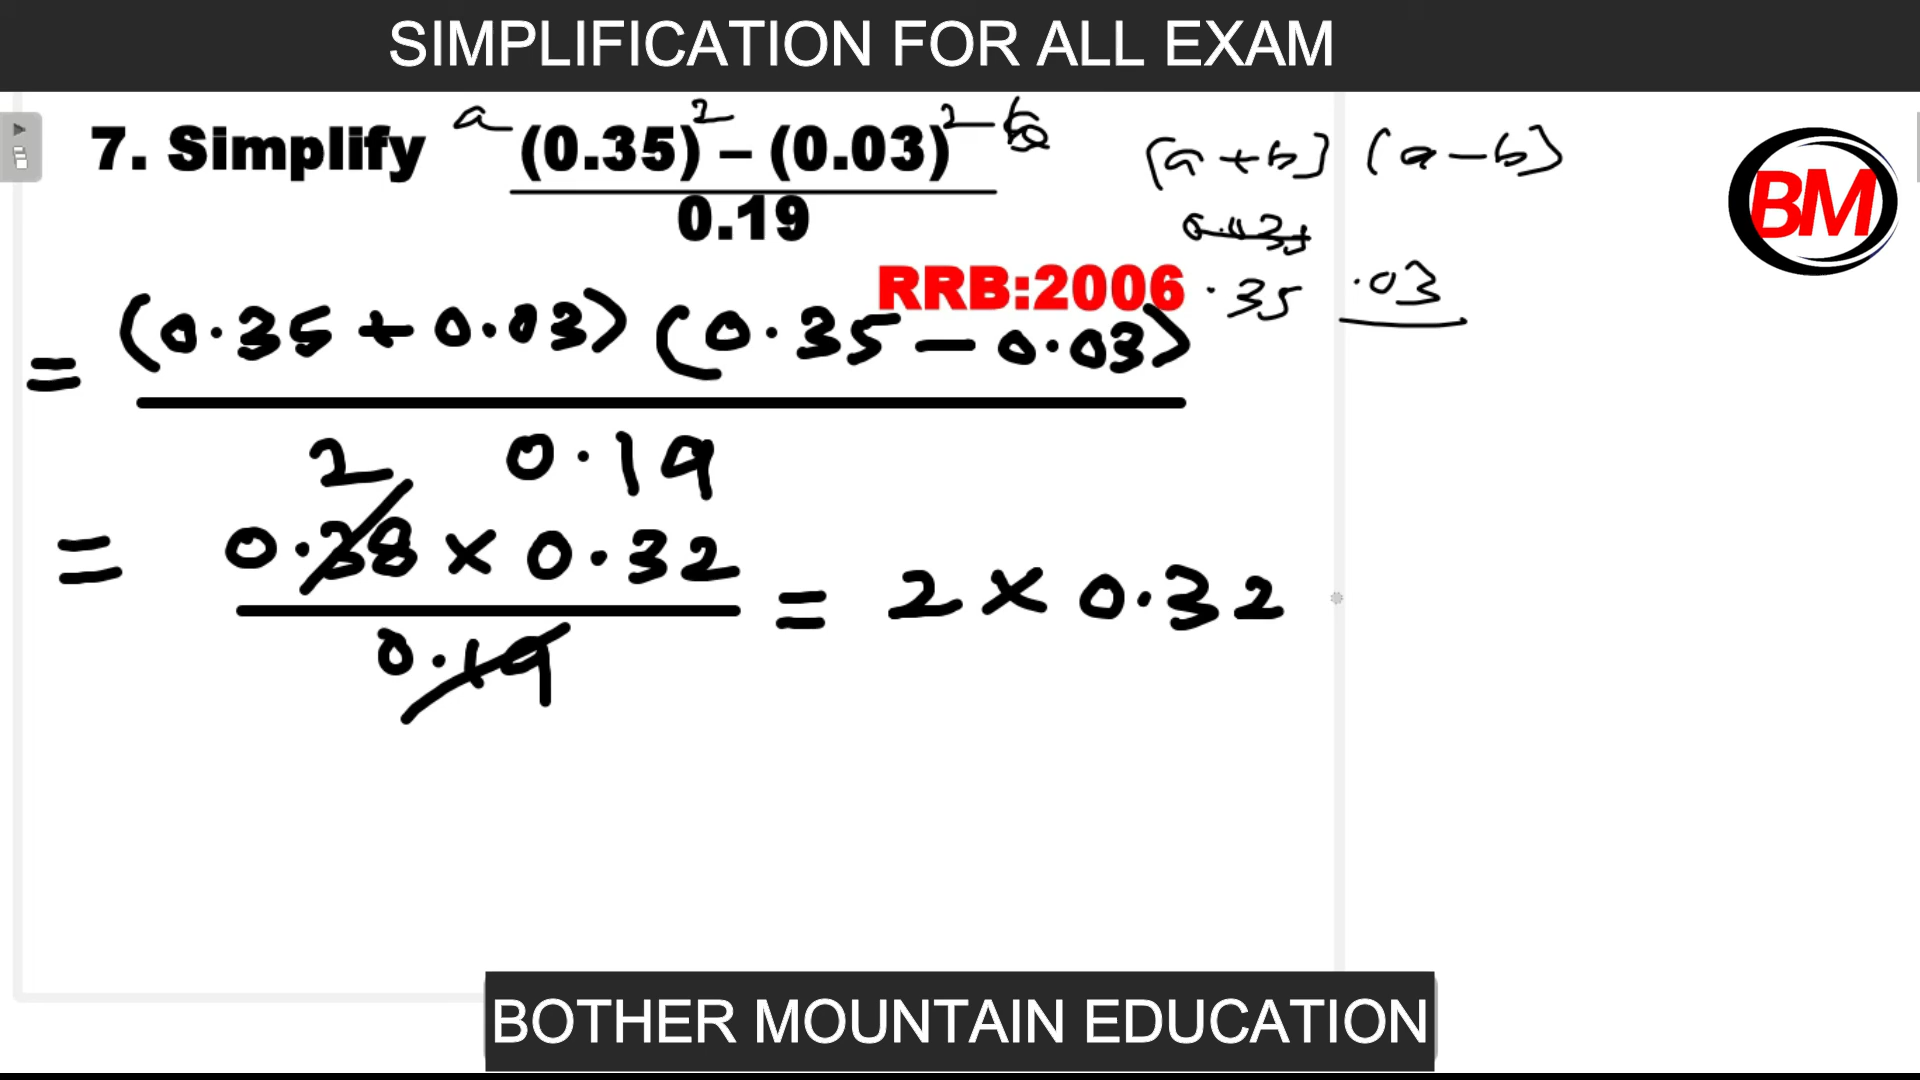 SIMPLIFICATION FOR ALL EXAM
7. Simplify (0.35)² – (0.03)²
0.19
a
(a + b) (a – b)
BM
RRB:2006
.35 .03
= (0.35 + 0.03) (0.35 – 0.03)
0.19
2
= 0.38 × 0.32 = 2 × 0.32
0.19
BOTHER MOUNTAIN EDUCATION